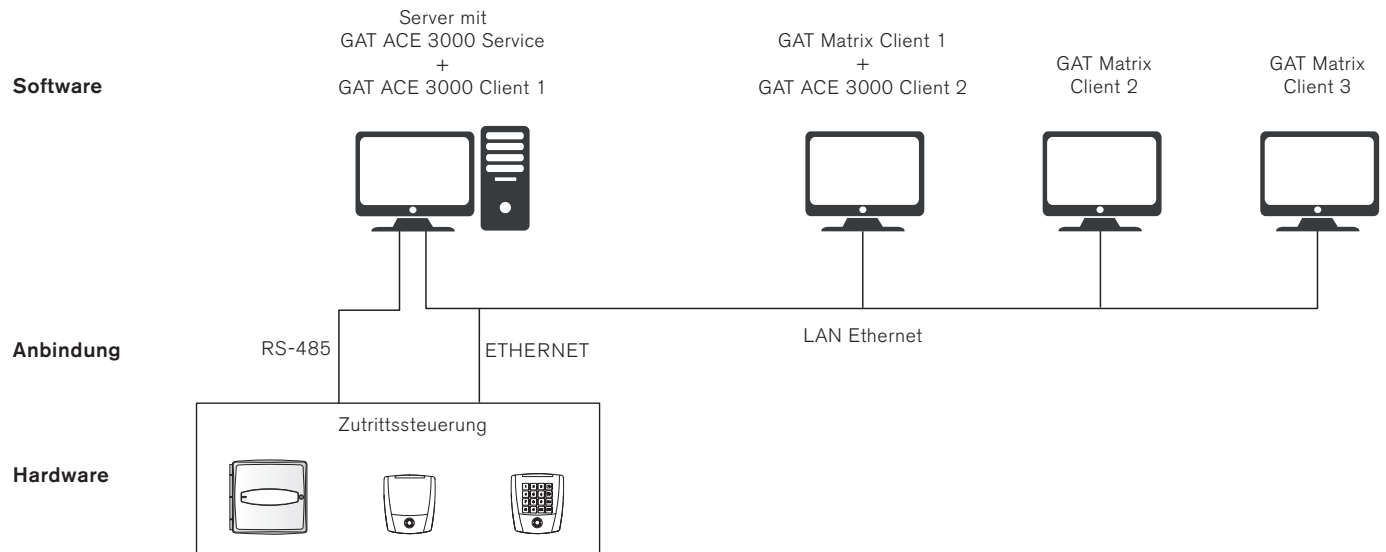 Software
Server mit
GAT ACE 3000 Service
+
GAT ACE 3000 Client 1
GAT Matrix Client 1
+
GAT ACE 3000 Client 2
GAT Matrix
Client 2
GAT Matrix
Client 3
Anbindung
RS-485
ETHERNET
LAN Ethernet
Hardware
Zutrittssteuerung